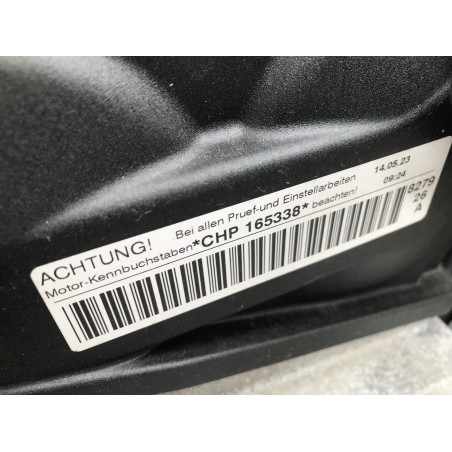 ACHTUNG! Bei allen Pruef-und Einstellarbeiten 14.05.23
Motor-Kennbuchstaben *CHP 165338* beachten! 09:24
8279
26
A